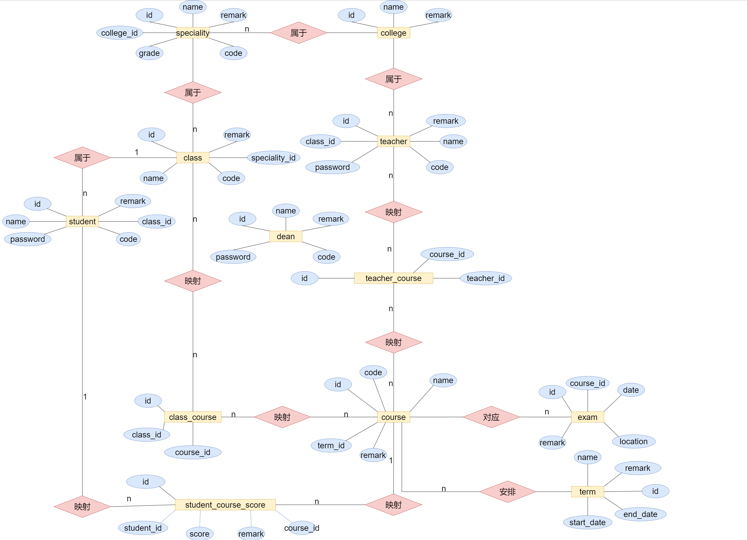 name
name
id
remark
id
remark
college_id
speciality
n
属于
college
grade
code
属于
属于
id
remark
n
n
id
remark
class_id
teacher
name
属于
1
class
speciality_id
password
code
n
name
code
n
id
remark
name
student
class_id
password
code
n
id
name
remark
映射
dean
password
code
n
course_id
映射
id
teacher_course
teacher_id
n
映射
n
code
n
id
name
course_id
id
date
1
id
class_course
n
映射
n
course
对应
n
exam
class_id
course_id
term_id
remark
remark
location
1
name
remark
id
n
安排
term
id
映射
n
student_course_score
n
映射
end_date
start_date
student_id
score
remark
course_id